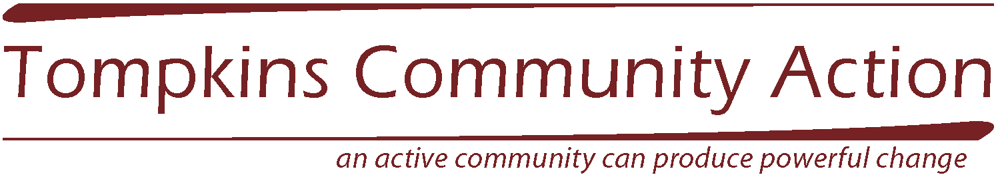 Tompkins Community Action
an active community can produce powerful change